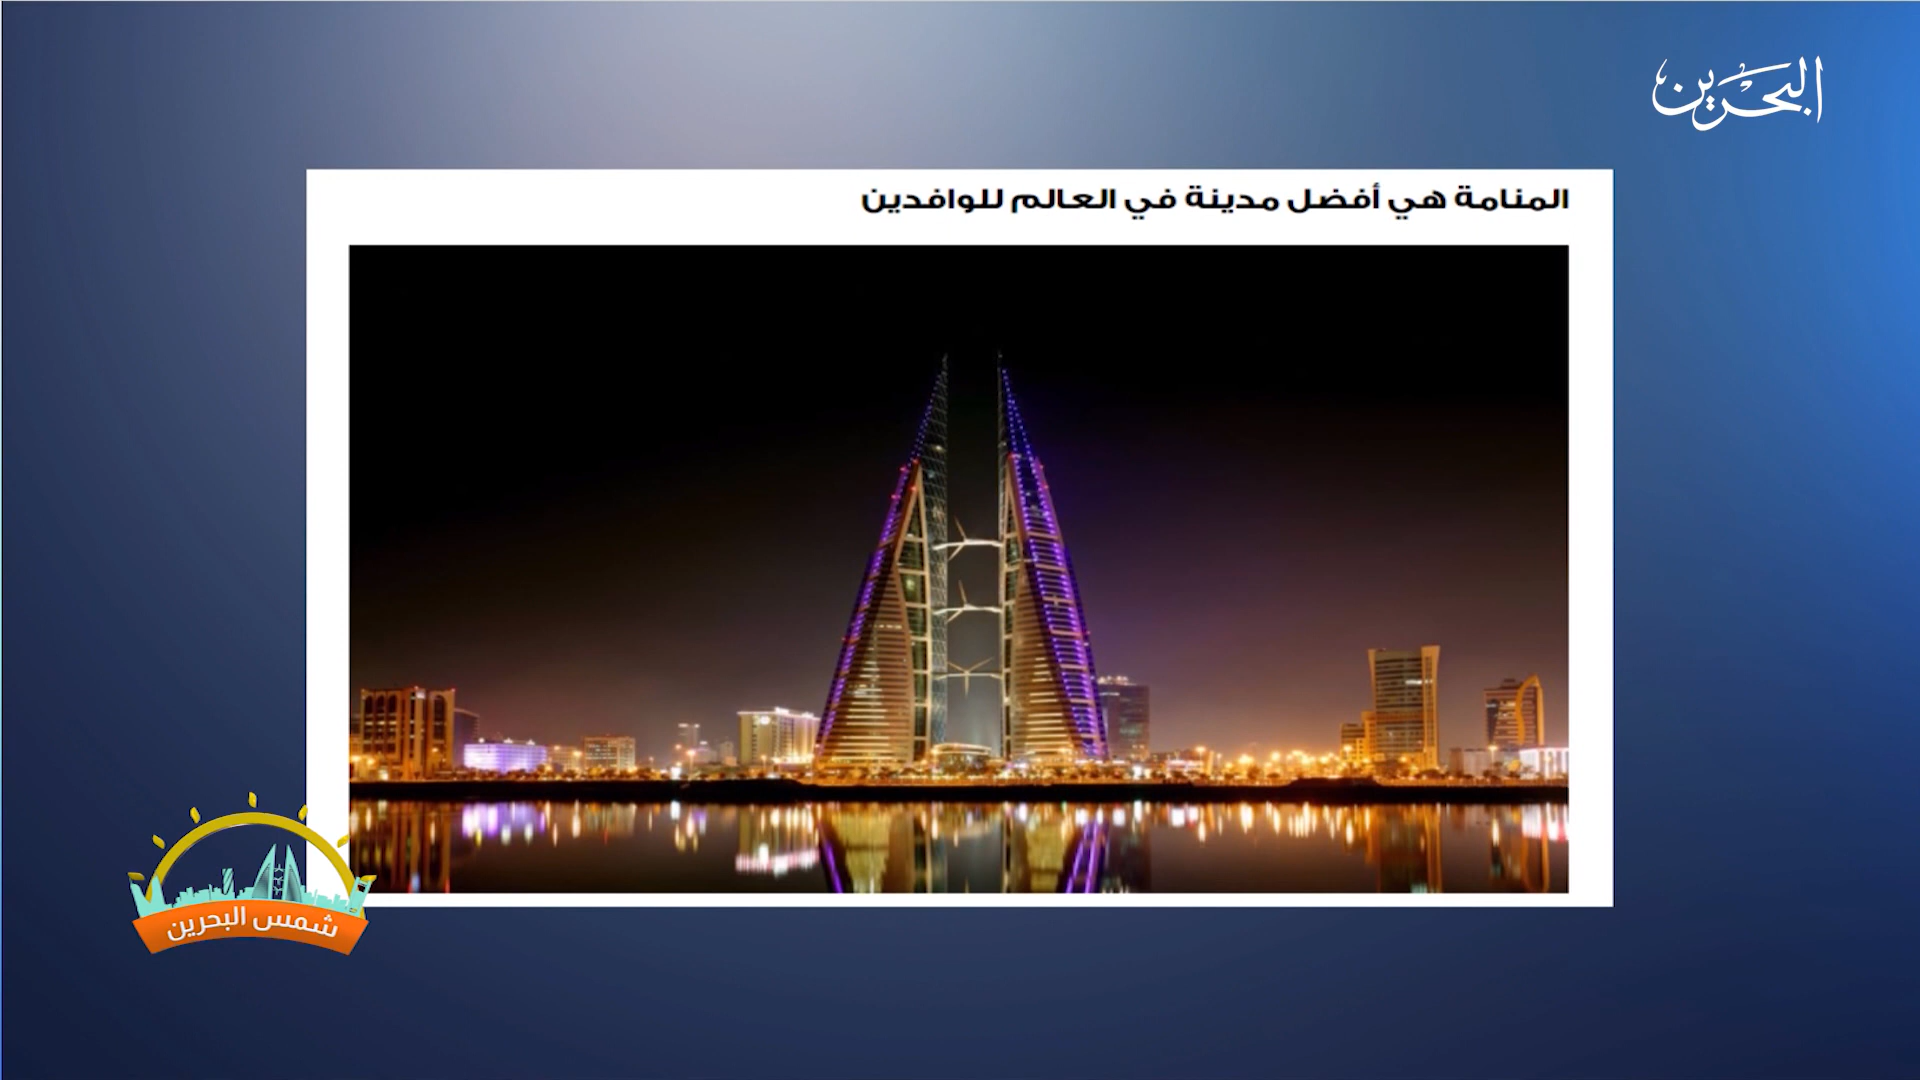 البحرين
المنامة هي أفضل مدينة في العالم للوافدين
شمس البحرين